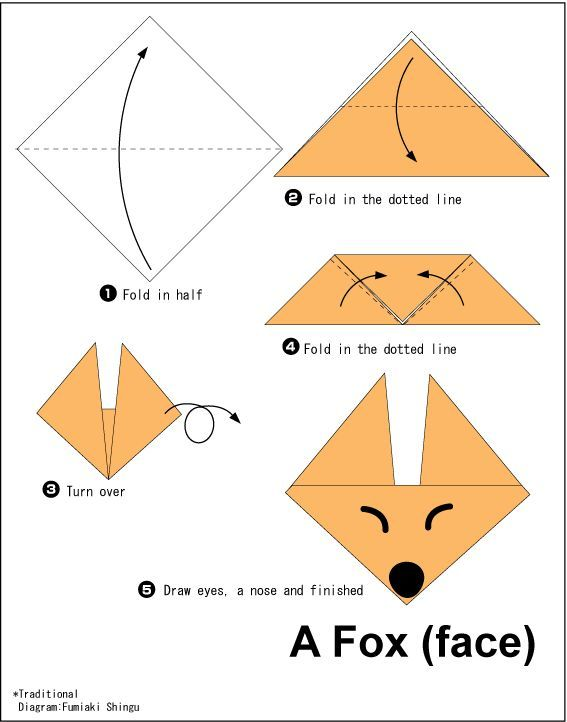 ❶ Fold in half
❷ Fold in the dotted line
❹ Fold in the dotted line
❸ Turn over
❺ Draw eyes, a nose and finished
A Fox (face)
*Traditional
Diagram:Fumiaki Shingu